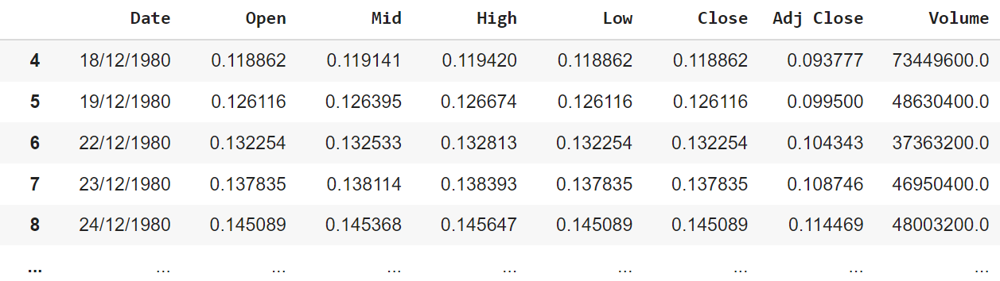 Date Open Mid High Low Close Adj Close Volume
4 18/12/1980 0.118862 0.119141 0.119420 0.118862 0.118862 0.093777 73449600.0
5 19/12/1980 0.126116 0.126395 0.126674 0.126116 0.126116 0.099500 48630400.0
6 22/12/1980 0.132254 0.132533 0.132813 0.132254 0.132254 0.104343 37363200.0
7 23/12/1980 0.137835 0.138114 0.138393 0.137835 0.137835 0.108746 46950400.0
8 24/12/1980 0.145089 0.145368 0.145647 0.145089 0.145089 0.114469 48003200.0
... ... ... ... ... ... ... ... ...